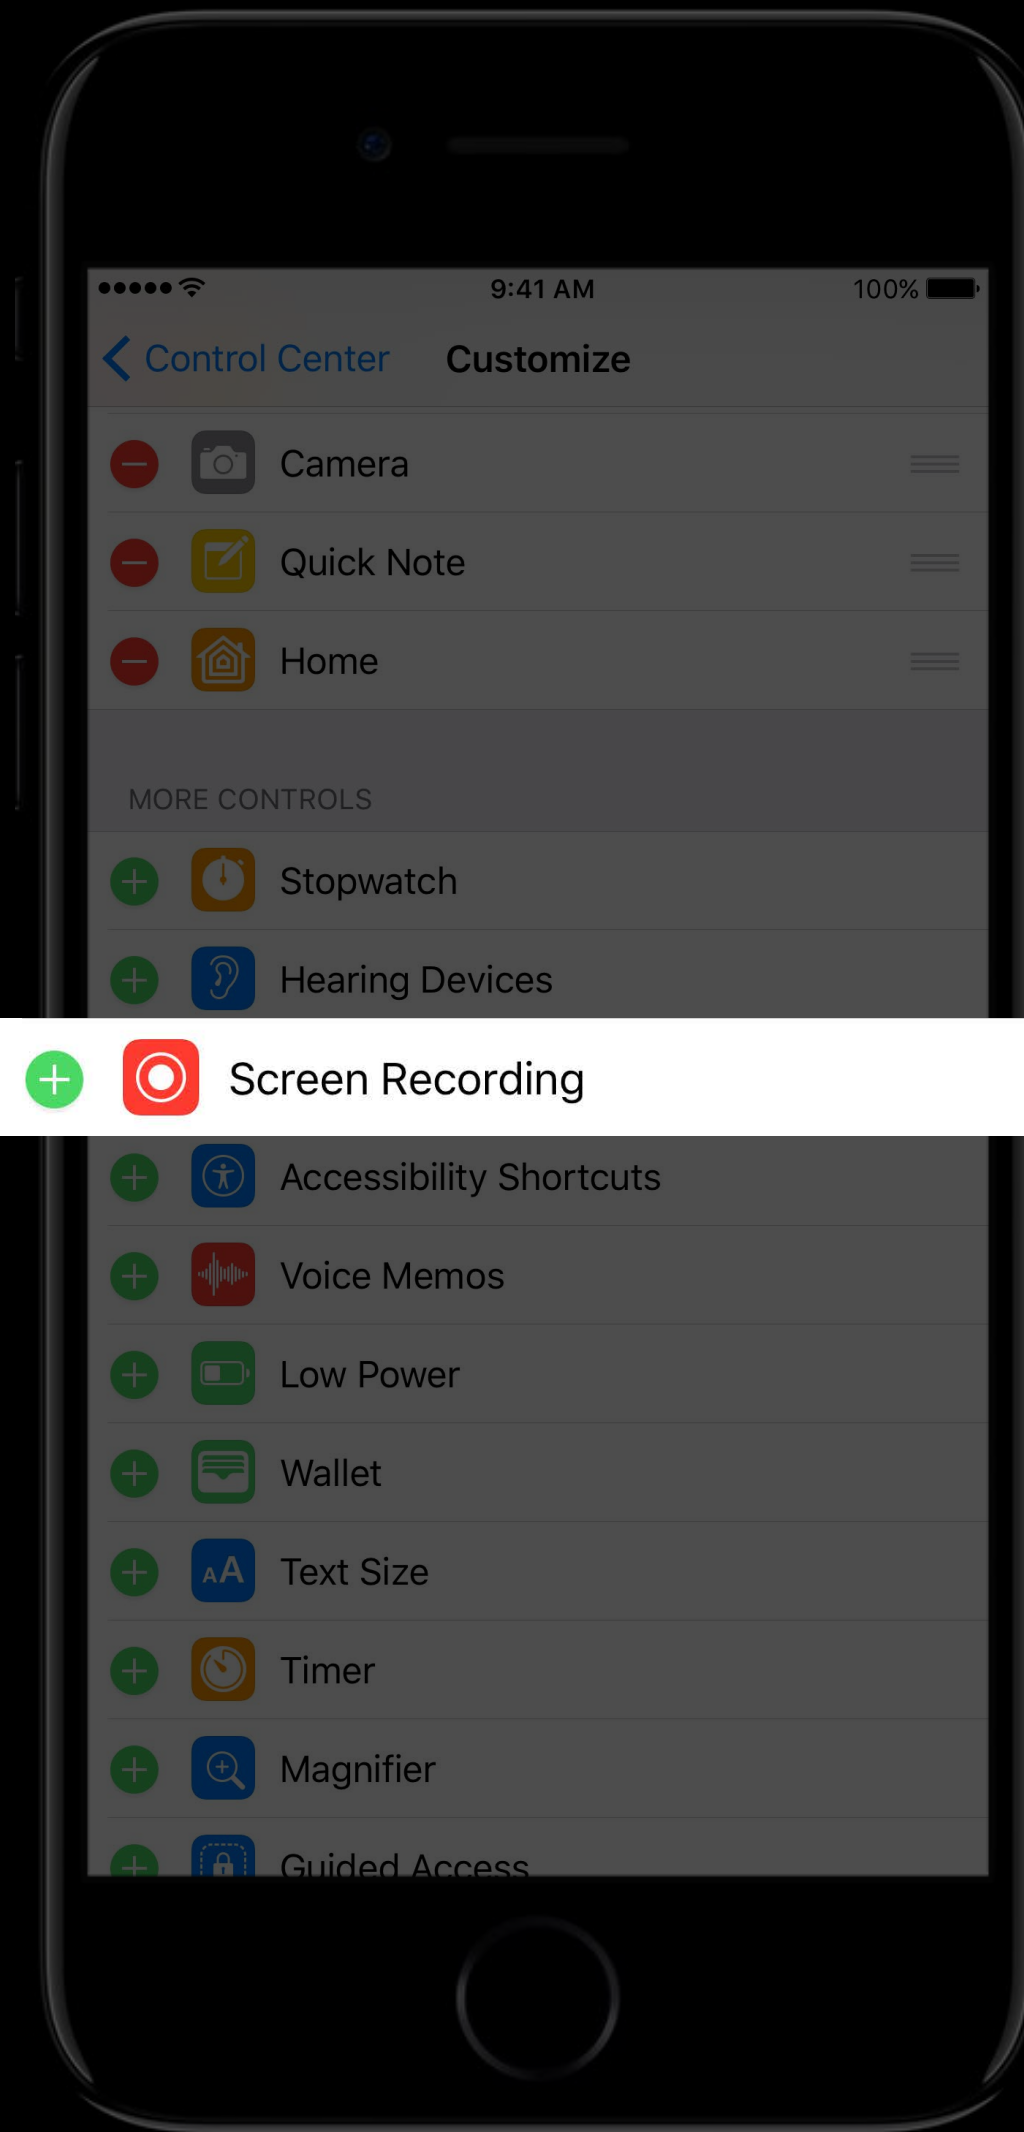 9:41 AM 100%
Control Center Customize
Camera
Quick Note
Home
MORE CONTROLS
Stopwatch
Hearing Devices
Screen Recording
Accessibility Shortcuts
Voice Memos
Low Power
Wallet
AA Text Size
Timer
Magnifier
Guided Access